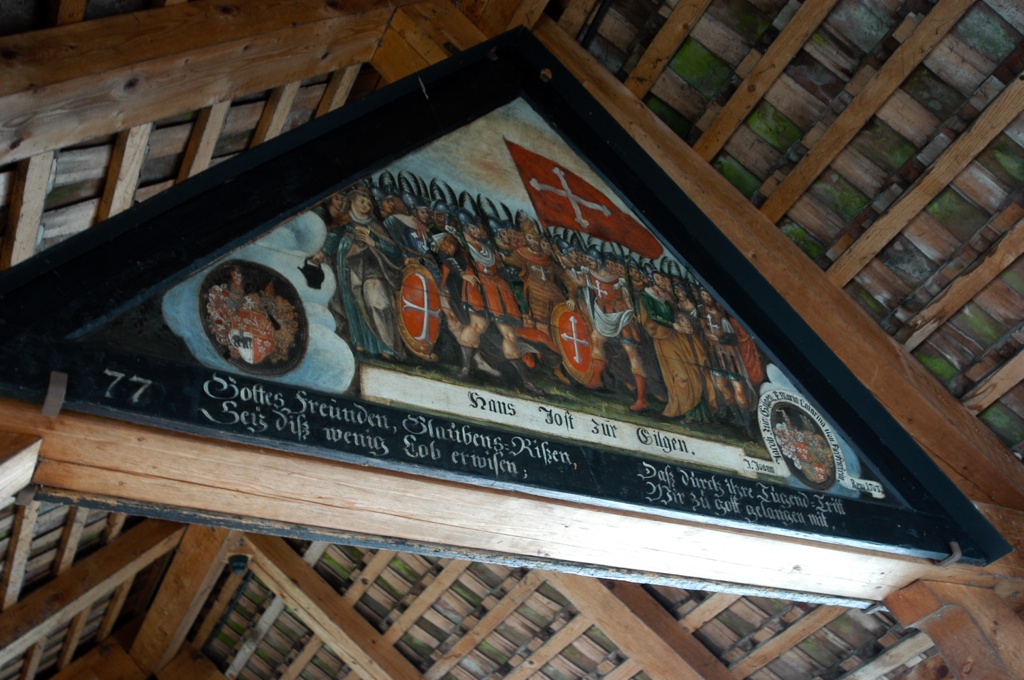 77
Gottes Freünden, Glaubens-Rißen,
Seÿ diß wenig Lob erwisen;
Hans Jost zur Gilgen.
Daß durch ihre Tugend-Tritt
Wir zu Gott gelangen mit